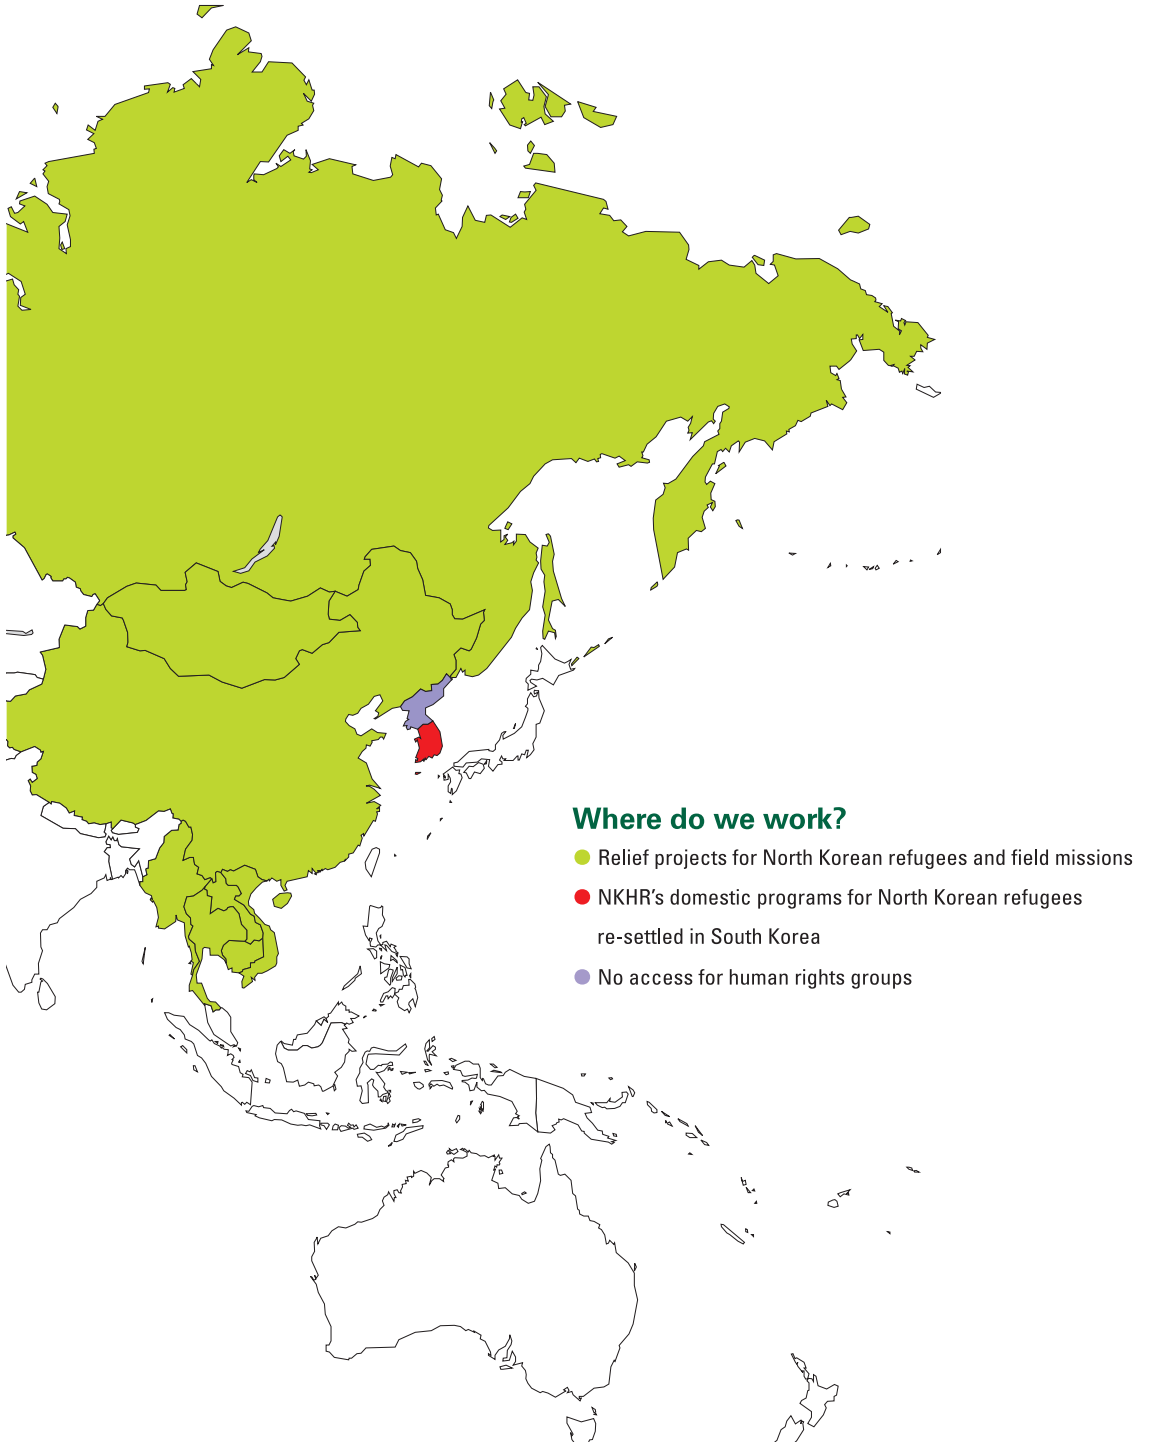 Where do we work?
Relief projects for North Korean refugees and field missions
NKHR's domestic programs for North Korean refugees
re-settled in South Korea
No access for human rights groups